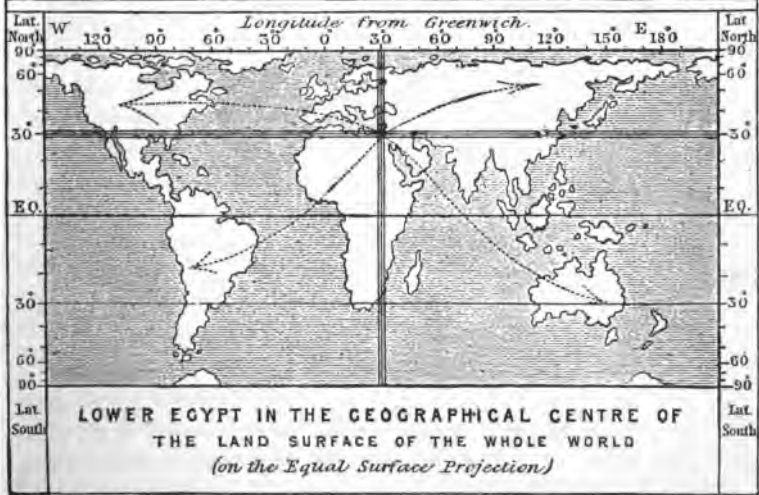 Lat. North W Longitude from Greenwich. E Lat North
120° 90° 60° 30° 0 30° 60° 90° 120° 150° 180°
90° 90°
60° 60°
30° 30°
EQ. EQ.
30° 30°
60° 60°
90° 90°
Lat. South Lat. South
LOWER EGYPT IN THE GEOGRAPHICAL CENTRE OF
THE LAND SURFACE OF THE WHOLE WORLD
(on the Equal Surface Projection)